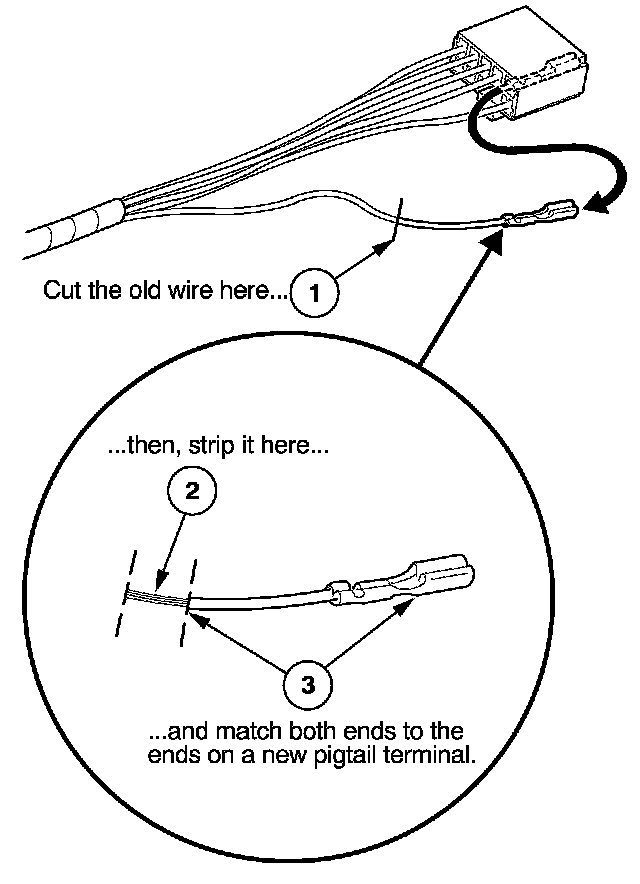 Cut the old wire here...
1
...then, strip it here...
2
3
...and match both ends to the
ends on a new pigtail terminal.